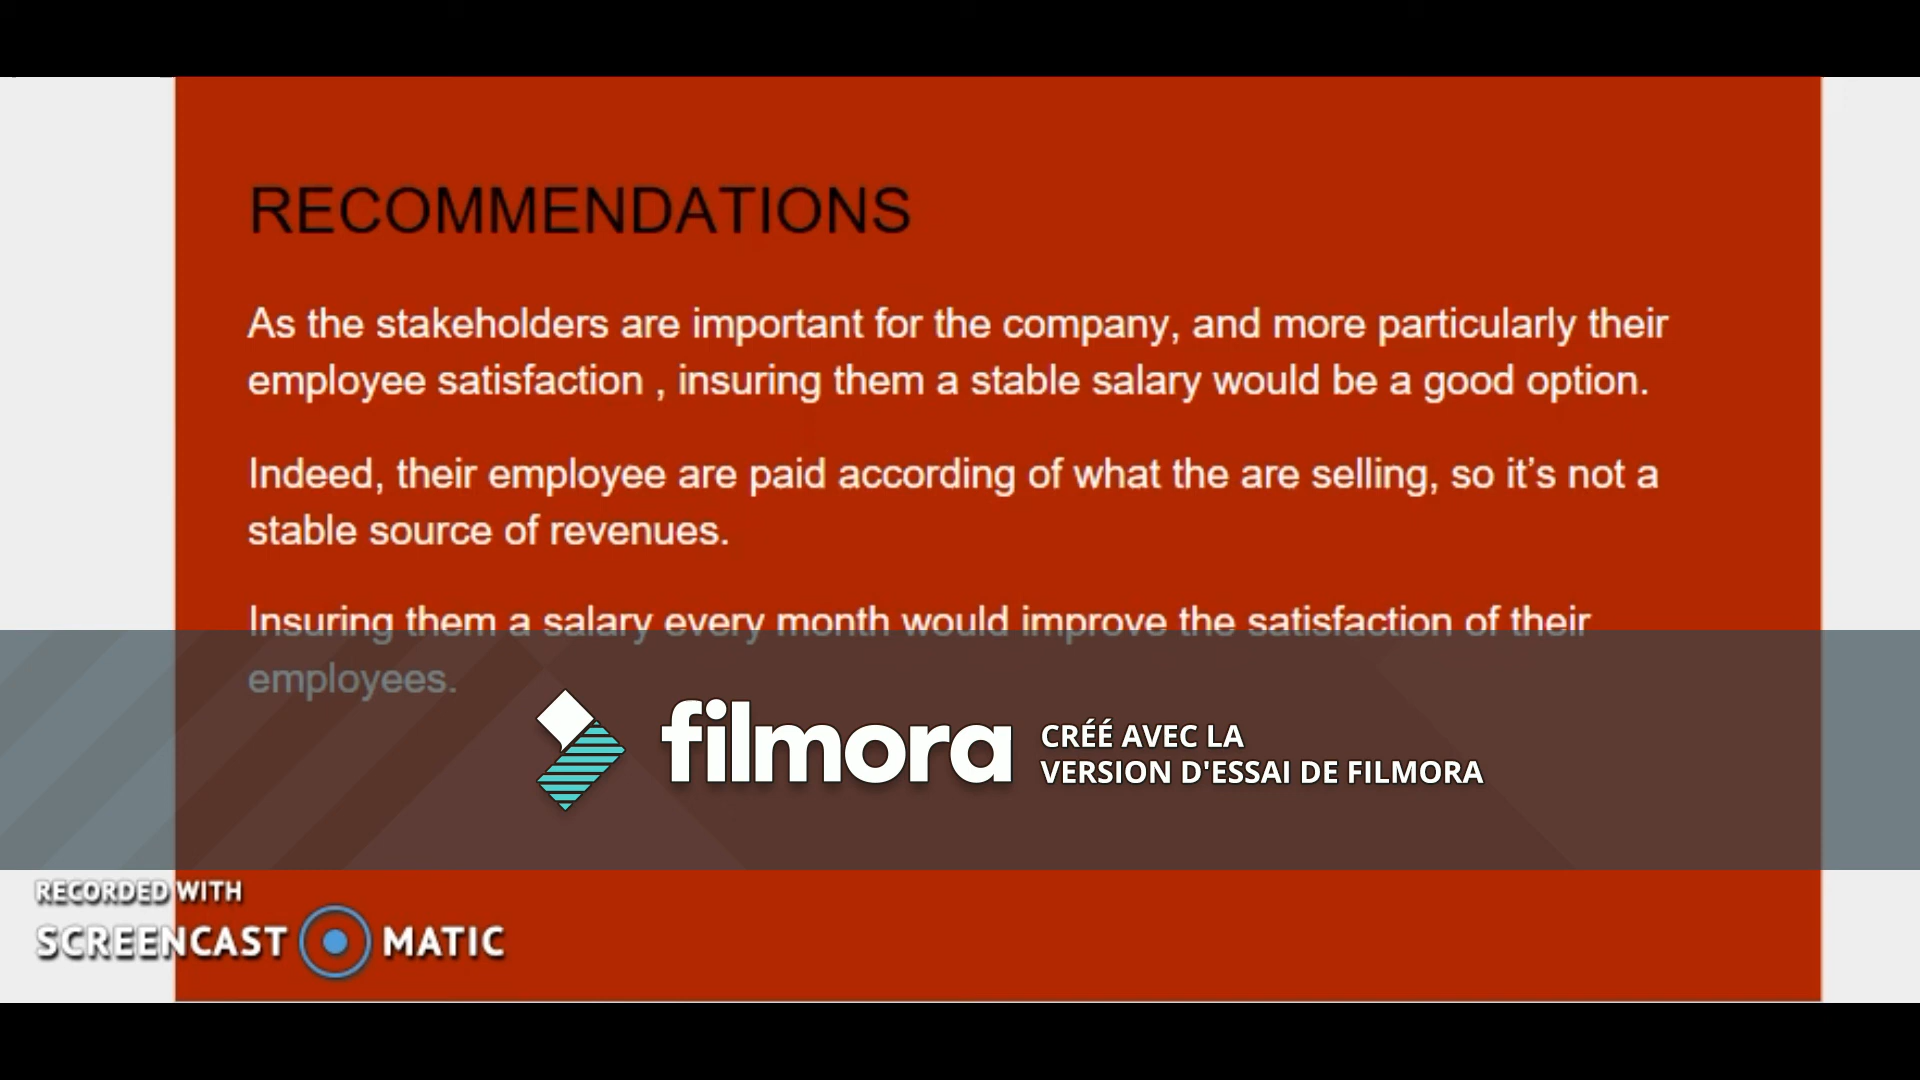 RECOMMENDATIONS
As the stakeholders are important for the company, and more particularly their
employee satisfaction , insuring them a stable salary would be a good option.
Indeed, their employee are paid according of what the are selling, so it’s not a
stable source of revenues.
Insuring them a salary every month would improve the satisfaction of their
employees.
filmora
CRÉÉ AVEC LA
VERSION D'ESSAI DE FILMORA
RECORDED WITH
SCREENCAST MATIC